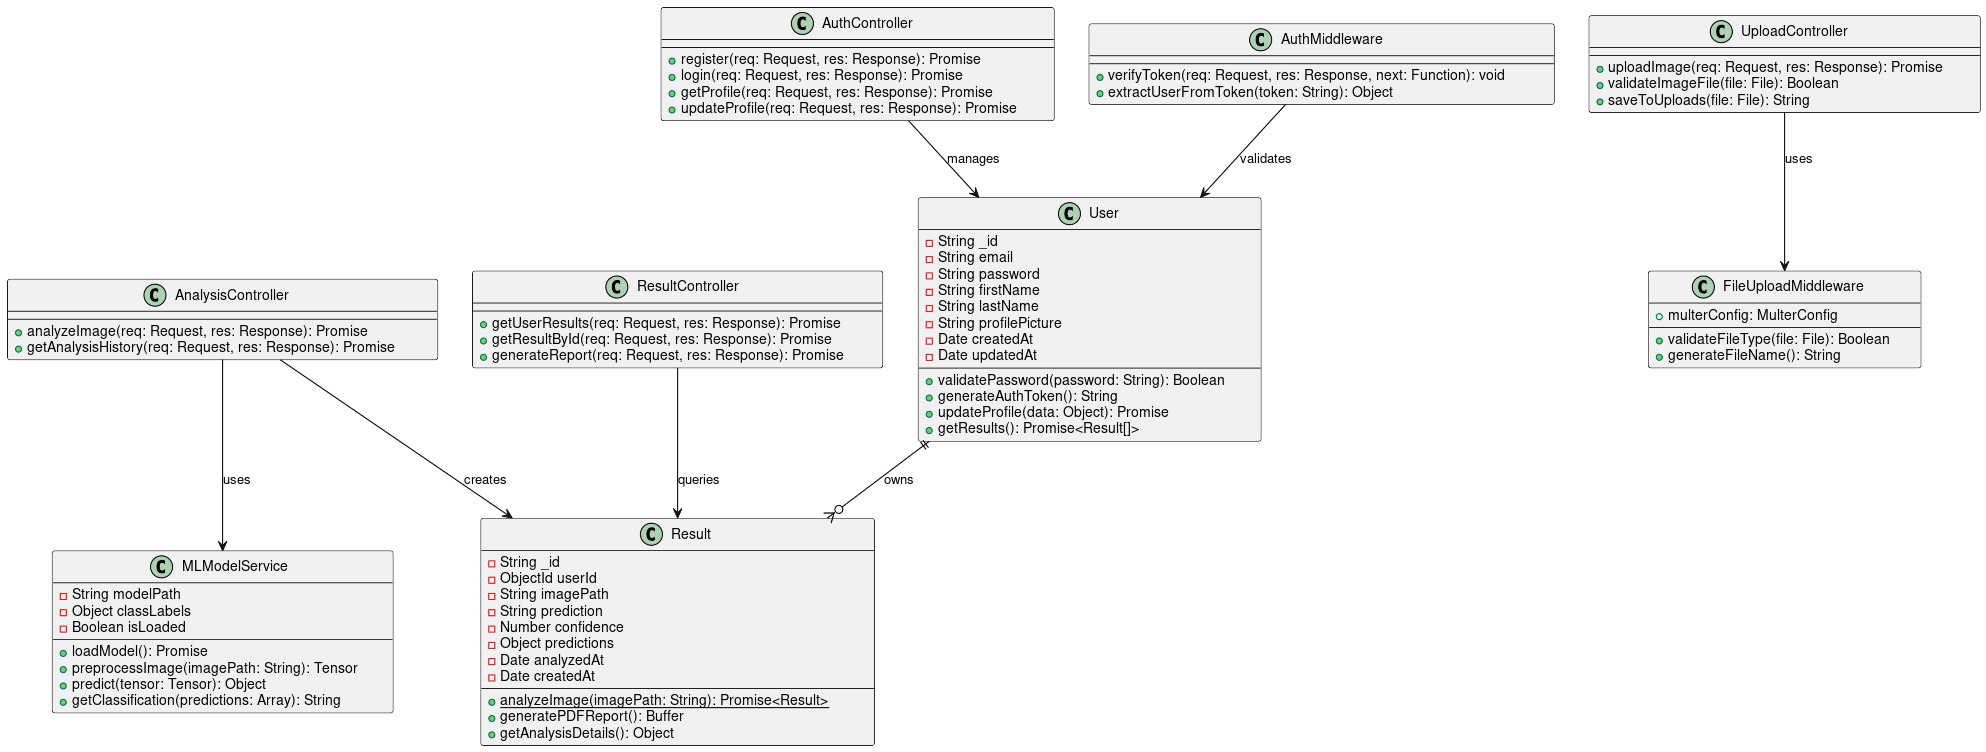 C AuthController
register(req: Request, res: Response): Promise
login(req: Request, res: Response): Promise
getProfile(req: Request, res: Response): Promise
updateProfile(req: Request, res: Response): Promise
C AuthMiddleware
verifyToken(req: Request, res: Response, next: Function): void
extractUserFromToken(token: String): Object
C UploadController
uploadImage(req: Request, res: Response): Promise
validateImageFile(file: File): Boolean
saveToUploads(file: File): String
manages
validates
uses
C AnalysisController
analyzeImage(req: Request, res: Response): Promise
getAnalysisHistory(req: Request, res: Response): Promise
C ResultController
getUserResults(req: Request, res: Response): Promise
getResultById(req: Request, res: Response): Promise
generateReport(req: Request, res: Response): Promise
C User
String _id
String email
String password
String firstName
String lastName
String profilePicture
Date createdAt
Date updatedAt
validatePassword(password: String): Boolean
generateAuthToken(): String
updateProfile(data: Object): Promise
getResults(): Promise<Result[]>
C FileUploadMiddleware
multerConfig: MulterConfig
validateFileType(file: File): Boolean
generateFileName(): String
uses
creates
queries
owns
C MLModelService
String modelPath
Object classLabels
Boolean isLoaded
loadModel(): Promise
preprocessImage(imagePath: String): Tensor
predict(tensor: Tensor): Object
getClassification(predictions: Array): String
C Result
String _id
ObjectId userId
String imagePath
String prediction
Number confidence
Object predictions
Date analyzedAt
Date createdAt
analyzeImage(imagePath: String): Promise<Result>
generatePDFReport(): Buffer
getAnalysisDetails(): Object